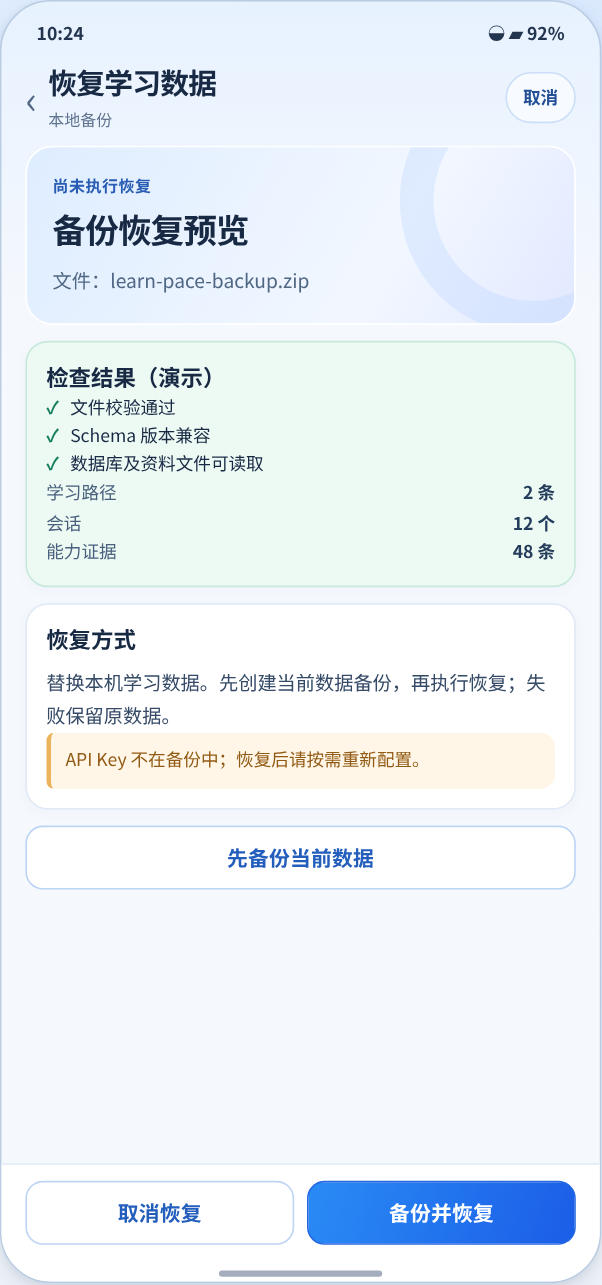 10:24
92%
恢复学习数据
本地备份
取消
尚未执行恢复
备份恢复预览
文件：learn-pace-backup.zip
检查结果（演示）
✓ 文件校验通过
✓ Schema 版本兼容
✓ 数据库及资料文件可读取
学习路径 2 条
会话 12 个
能力证据 48 条
恢复方式
替换本机学习数据。先创建当前数据备份，再执行恢复；失
败保留原数据。
API Key 不在备份中；恢复后请按需重新配置。
先备份当前数据
取消恢复
备份并恢复